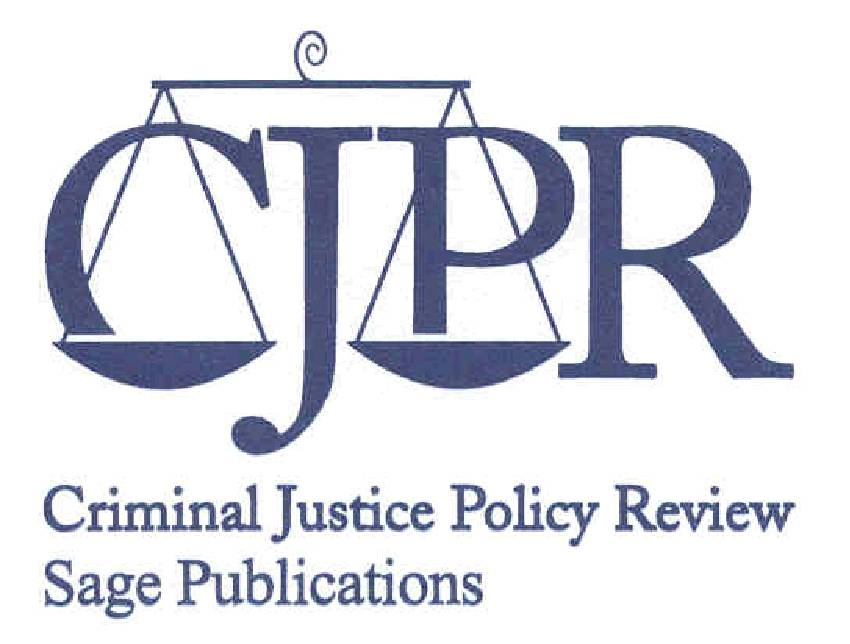 CJPR
Criminal Justice Policy Review
Sage Publications